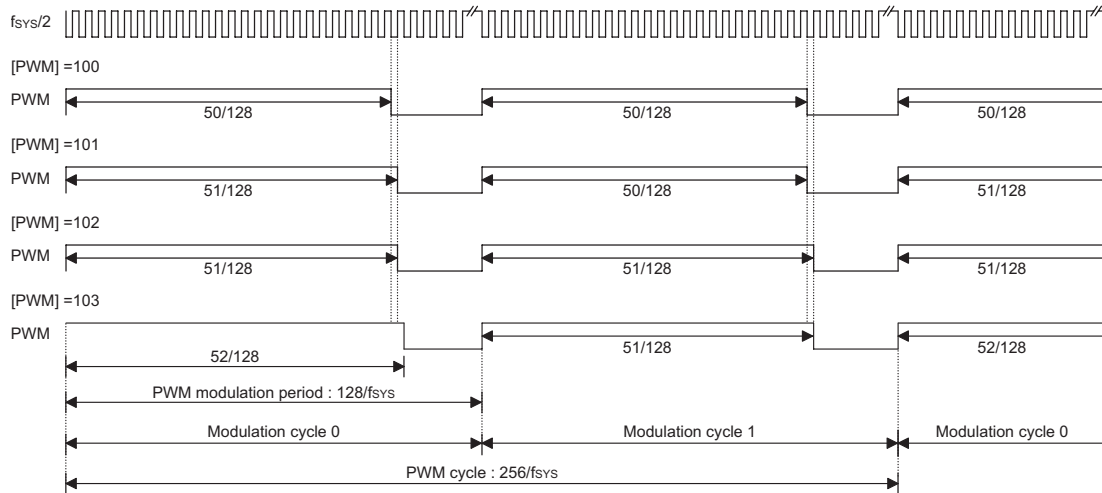 fSYS/2
[PWM] =100
PWM
50/128 50/128 50/128
[PWM] =101
PWM
51/128 50/128 51/128
[PWM] =102
PWM
51/128 51/128 51/128
[PWM] =103
PWM
52/128 51/128 52/128
PWM modulation period : 128/fSYS
Modulation cycle 0 Modulation cycle 1 Modulation cycle 0
PWM cycle : 256/fSYS